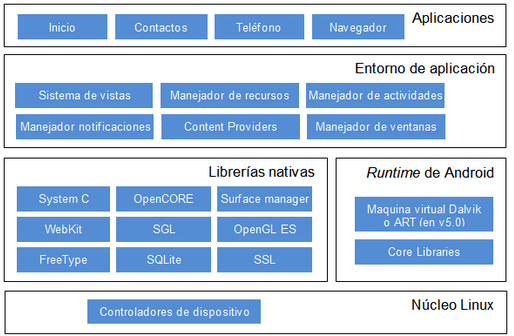 Aplicaciones
Inicio
Contactos
Teléfono
Navegador
Entorno de aplicación
Sistema de vistas
Manejador de recursos
Manejador de actividades
Manejador notificaciones
Content Providers
Manejador de ventanas
Librerías nativas
System C
OpenCORE
Surface manager
WebKit
SGL
OpenGL ES
FreeType
SQLite
SSL
Runtime de Android
Maquina virtual Dalvik
o ART (en v5.0)
Core Libraries
Núcleo Linux
Controladores de dispositivo